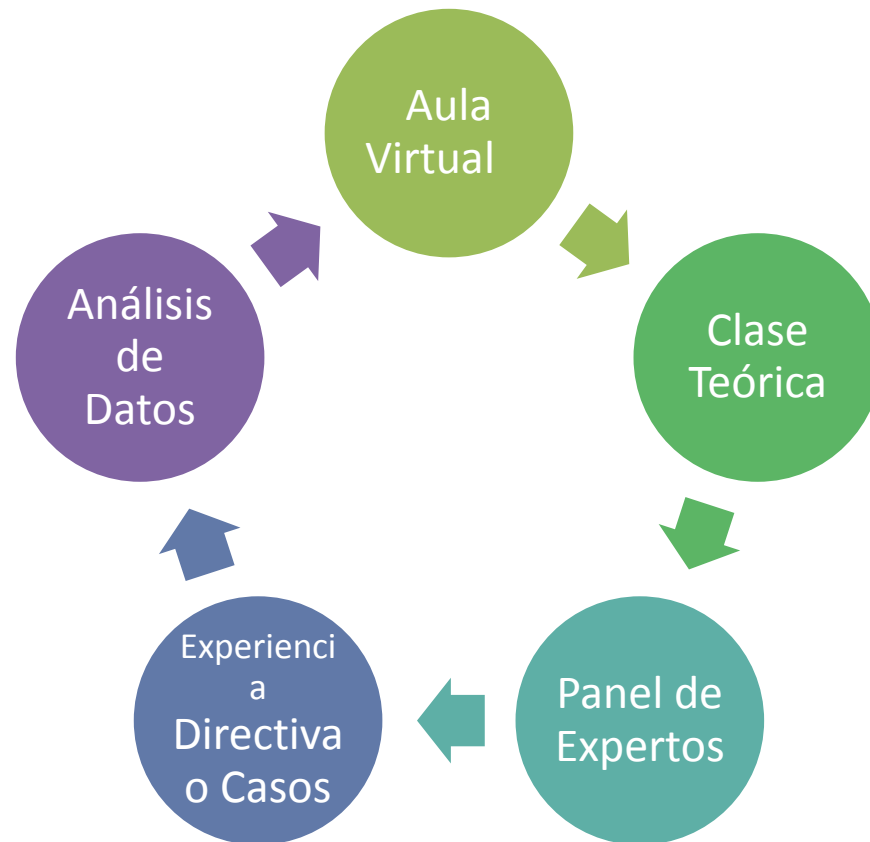 Aula
Virtual
Clase
Teórica
Panel de
Expertos
Experienci
a
Directiva
o Casos
Análisis
de
Datos